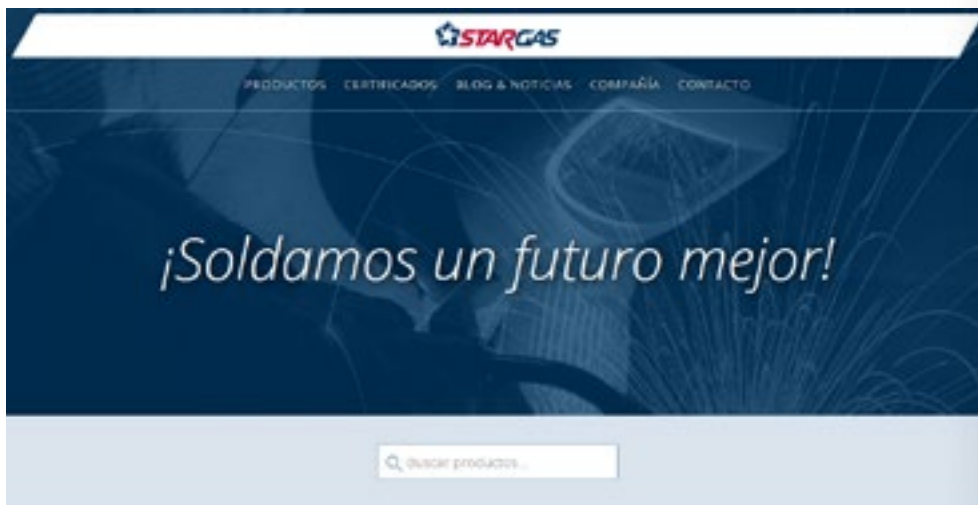 STARGAS
PRODUCTOS CERTIFICADOS BLOG & NOTICIAS COMPAÑÍA CONTACTO
¡Soldamos un futuro mejor!
buscar productos...